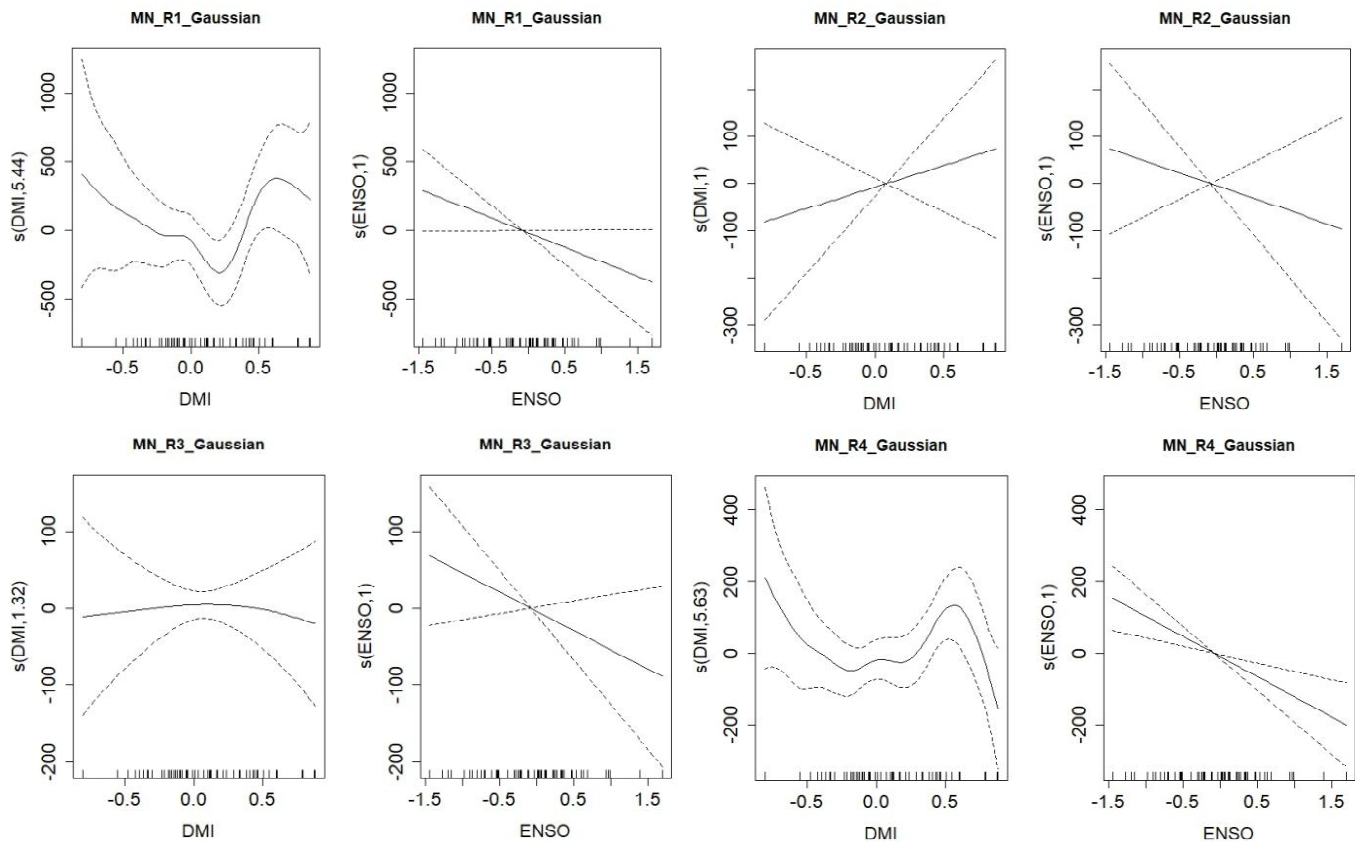 MN_R1_Gaussian
s(DMI,5.44)
1000
500
0
-500
-0.5 0.0 0.5
DMI
MN_R1_Gaussian
s(ENSO,1)
1000
500
0
-500
-1.5 -0.5 0.5 1.5
ENSO
MN_R2_Gaussian
s(DMI,1)
100
0
-100
-300
-0.5 0.0 0.5
DMI
MN_R2_Gaussian
s(ENSO,1)
100
0
-100
-300
-1.5 -0.5 0.5 1.5
ENSO
MN_R3_Gaussian
s(DMI,1.32)
100
0
-100
-200
-0.5 0.0 0.5
DMI
MN_R3_Gaussian
s(ENSO,1)
100
0
-100
-200
-1.5 -0.5 0.5 1.5
ENSO
MN_R4_Gaussian
s(DMI,5.63)
400
200
0
-200
-0.5 0.0 0.5
DMI
MN_R4_Gaussian
s(ENSO,1)
400
200
0
-200
-1.5 -0.5 0.5 1.5
ENSO